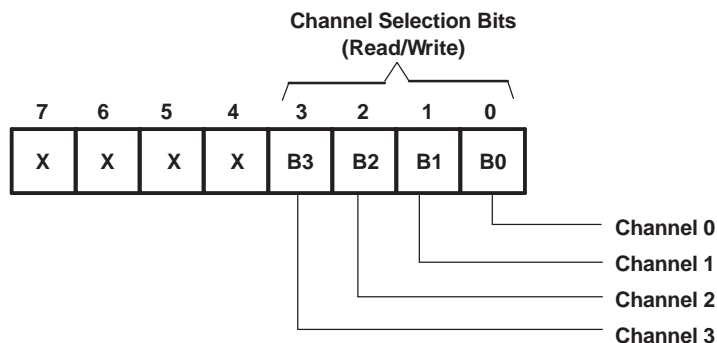 Channel Selection Bits
(Read/Write)
7 6 5 4 3 2 1 0
X X X X B3 B2 B1 B0
Channel 0
Channel 1
Channel 2
Channel 3